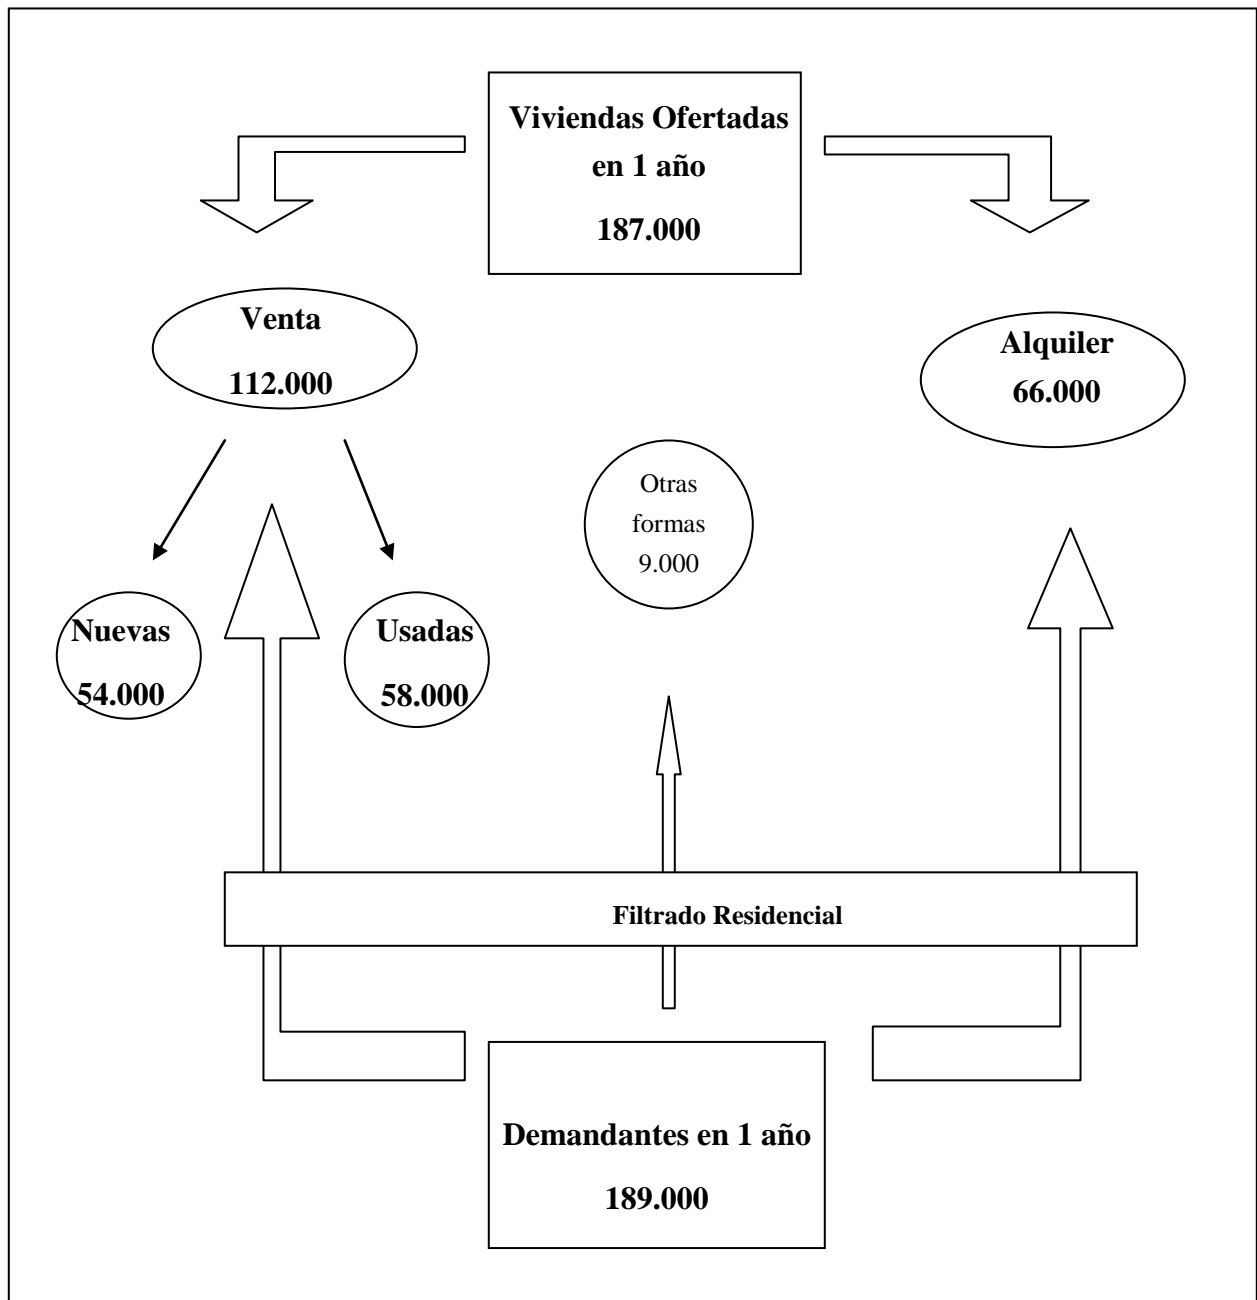 Viviendas Ofertadas
en 1 año
187.000
Venta
112.000
Alquiler
66.000
Otras
formas
9.000
Nuevas
54.000
Usadas
58.000
Filtrado Residencial
Demandantes en 1 año
189.000